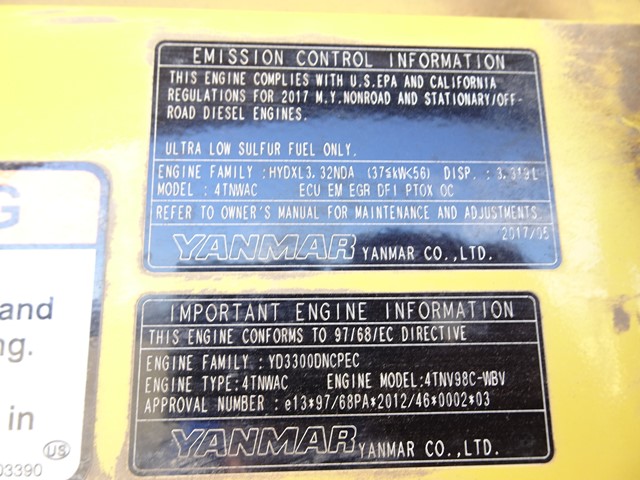 EMISSION CONTROL INFORMATION
THIS ENGINE COMPLIES WITH U.S.EPA AND CALIFORNIA
REGULATIONS FOR 2017 M.Y.NONROAD AND STATIONARY/OFF-
ROAD DIESEL ENGINES.
ULTRA LOW SULFUR FUEL ONLY.
ENGINE FAMILY : HYDXL3.32NDA (37≤kW<56) DISP. : 3.319L
MODEL : 4TNWAC ECU EM EGR DFI PTOX OC
REFER TO OWNER'S MANUAL FOR MAINTENANCE AND ADJUSTMENTS.
2017/05
YANMAR YANMAR CO.,LTD.
IMPORTANT ENGINE INFORMATION
THIS ENGINE CONFORMS TO 97/68/EC DIRECTIVE
ENGINE FAMILY : YD3300DNCPEC
ENGINE TYPE:4TNWAC ENGINE MODEL:4TNV98C-WBV
APPROVAL NUMBER : e13*97/68PA*2012/46*0002*03
YANMAR YANMAR CO.,LTD.
G
and
ng.
in
US
03390